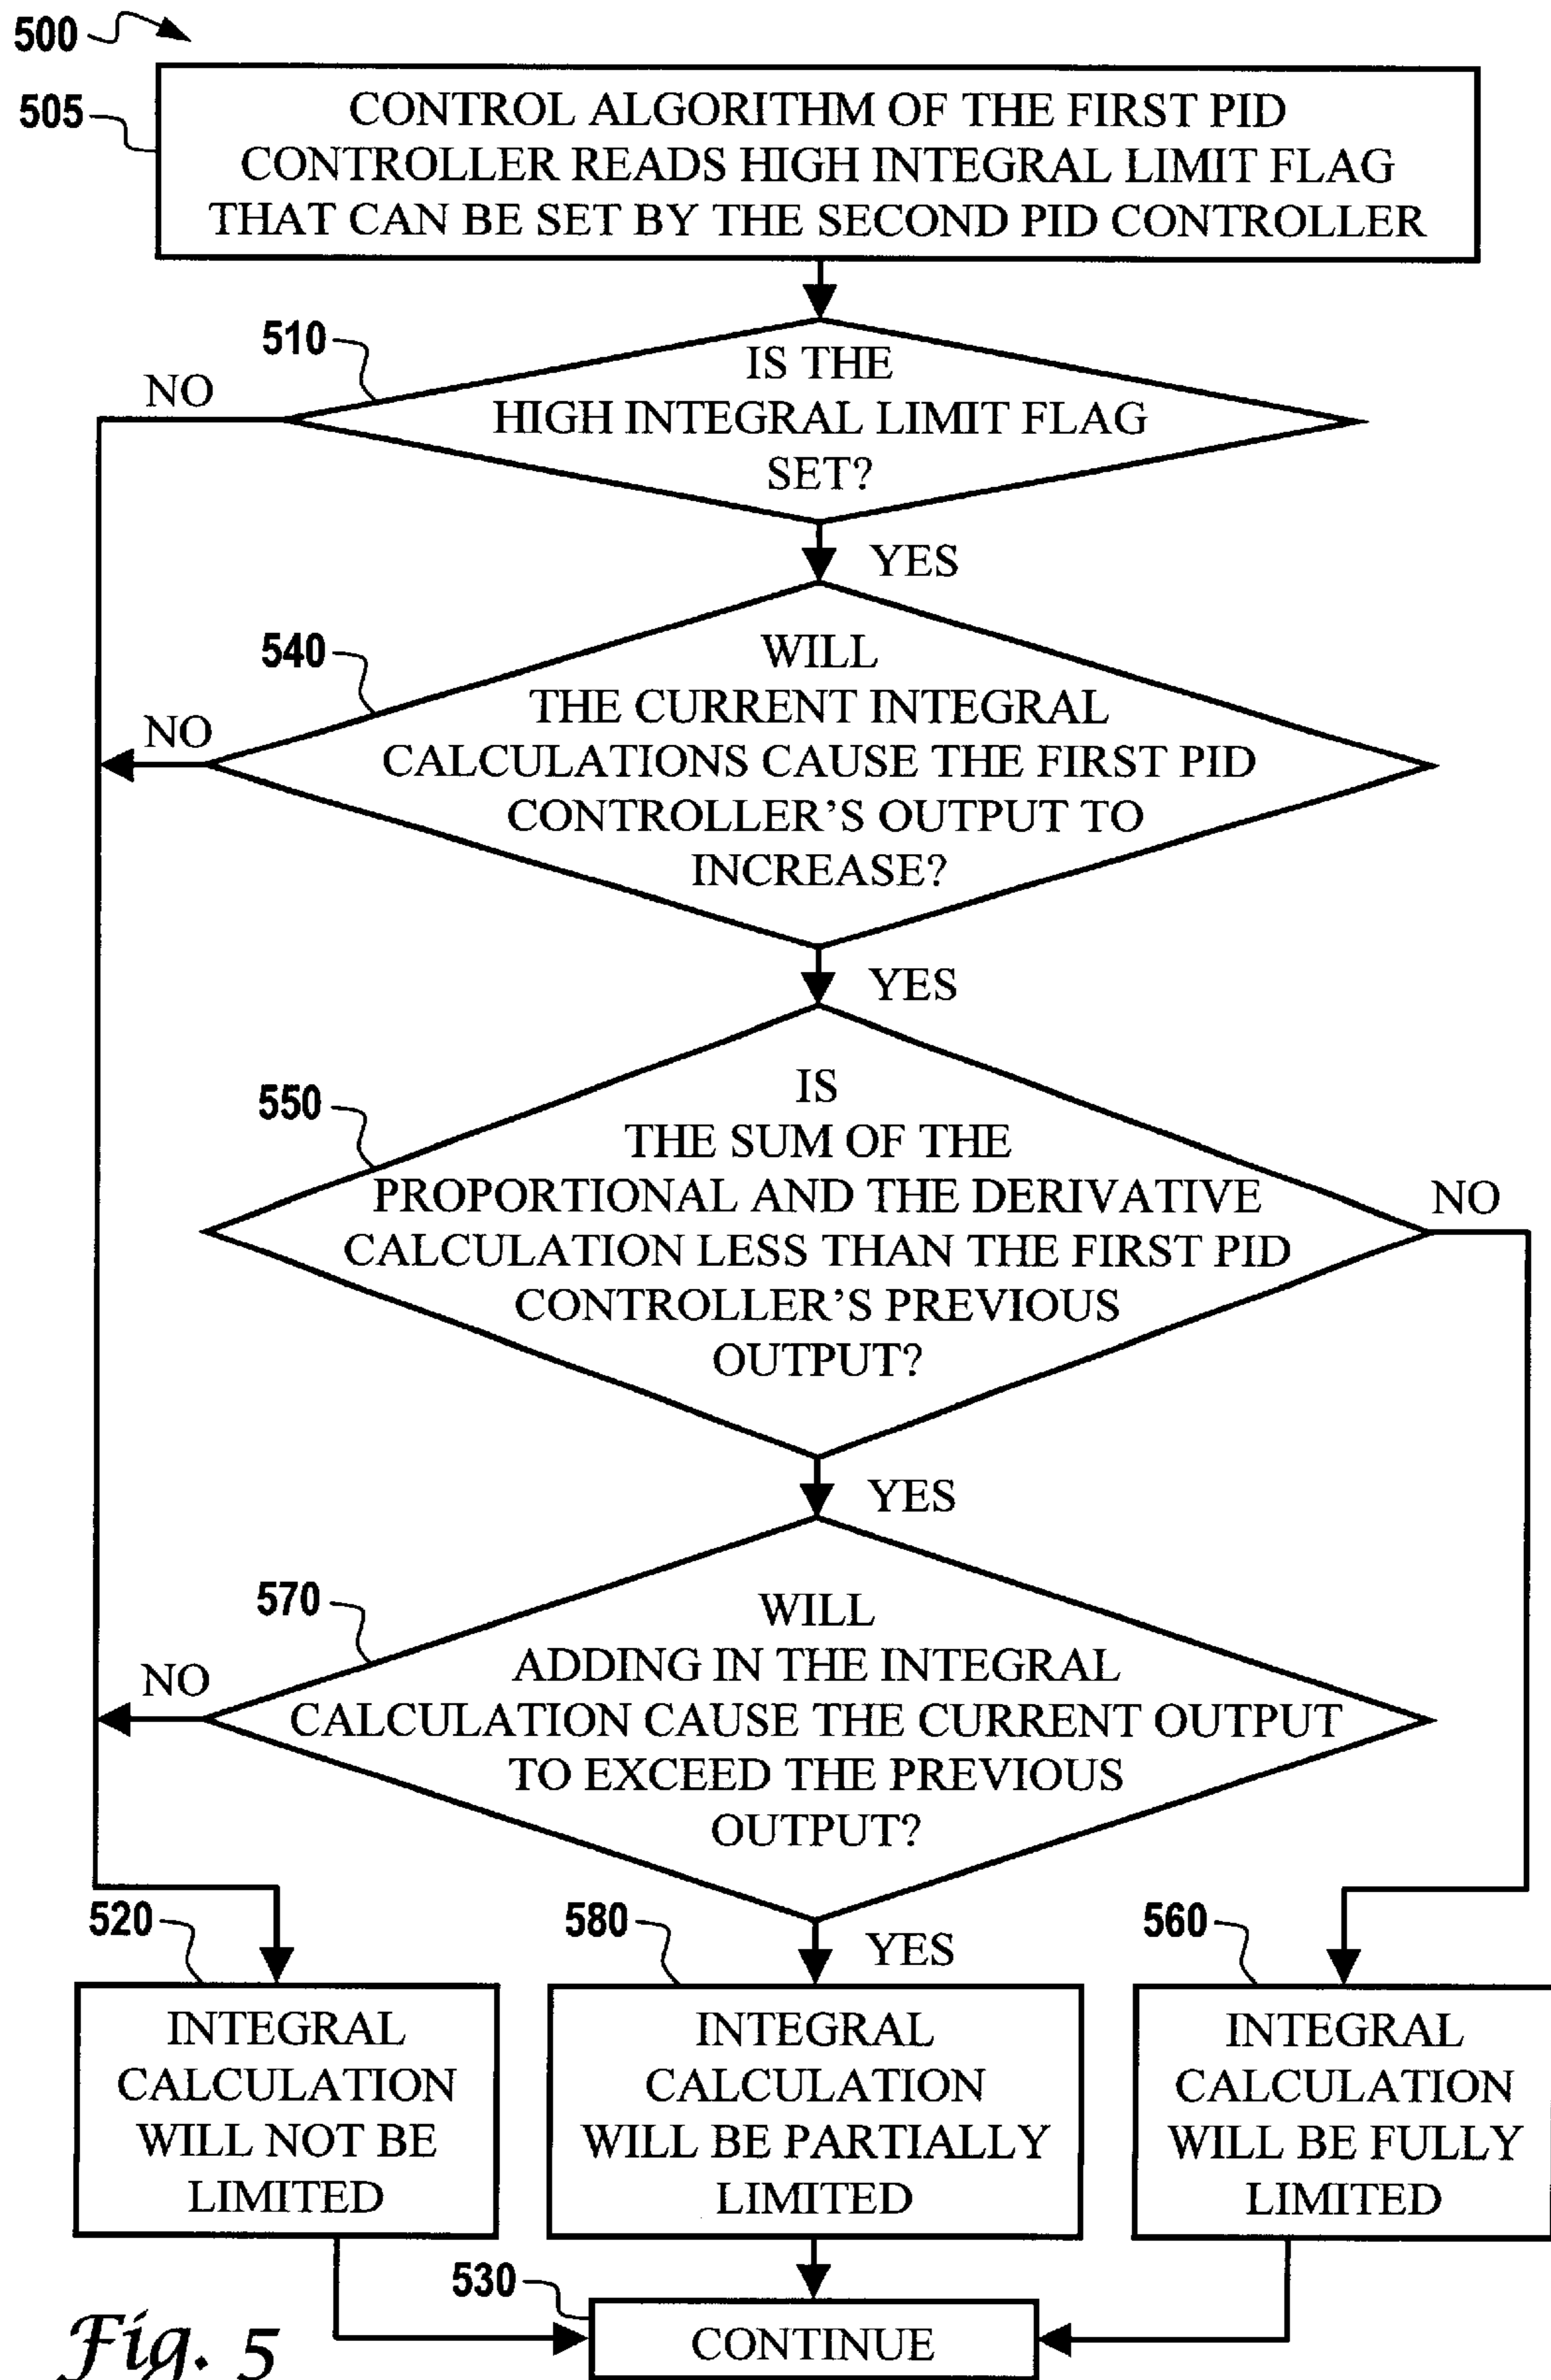 500
505
CONTROL ALGORITHM OF THE FIRST PID
CONTROLLER READS HIGH INTEGRAL LIMIT FLAG
THAT CAN BE SET BY THE SECOND PID CONTROLLER
510
NO
IS THE
HIGH INTEGRAL LIMIT FLAG
SET?
YES
540
NO
WILL
THE CURRENT INTEGRAL
CALCULATIONS CAUSE THE FIRST PID
CONTROLLER'S OUTPUT TO
INCREASE?
YES
550
IS
THE SUM OF THE
PROPORTIONAL AND THE DERIVATIVE
CALCULATION LESS THAN THE FIRST PID
CONTROLLER'S PREVIOUS
OUTPUT?
NO
YES
570
NO
WILL
ADDING IN THE INTEGRAL
CALCULATION CAUSE THE CURRENT OUTPUT
TO EXCEED THE PREVIOUS
OUTPUT?
YES
520
INTEGRAL
CALCULATION
WILL NOT BE
LIMITED
580
INTEGRAL
CALCULATION
WILL BE PARTIALLY
LIMITED
560
INTEGRAL
CALCULATION
WILL BE FULLY
LIMITED
530
CONTINUE
Fig. 5